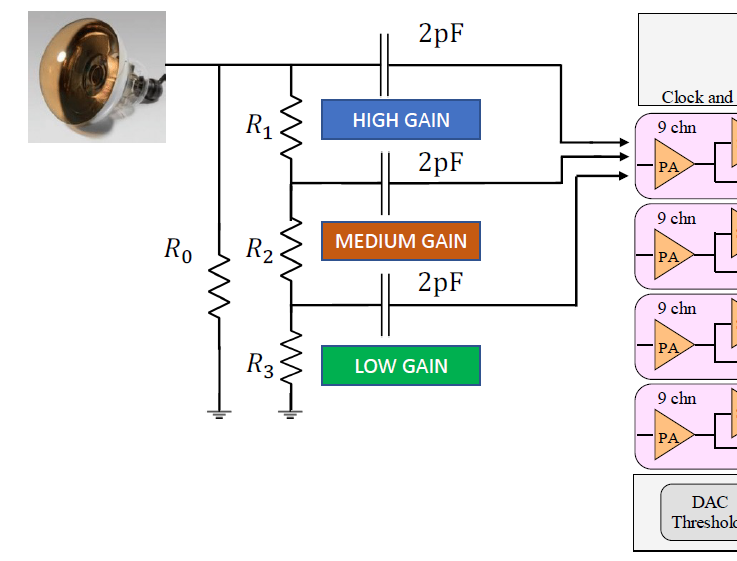 2pF
Clock and
R₁
HIGH GAIN
9 chn
PA
2pF
R₀
R₂
MEDIUM GAIN
9 chn
PA
2pF
9 chn
PA
R₃
LOW GAIN
9 chn
PA
DAC